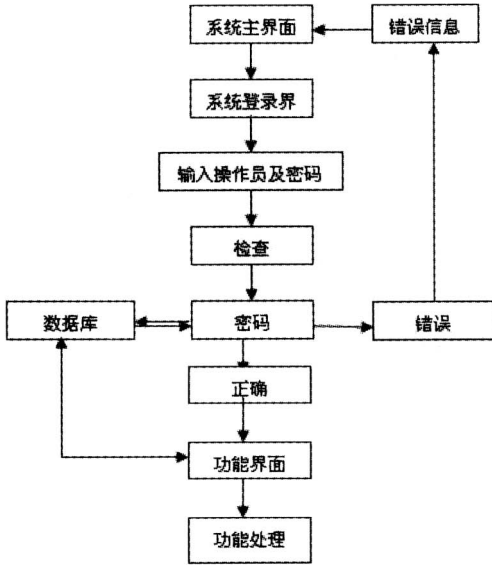 系统主界面
错误信息
系统登录界
输入操作员及密码
检查
数据库
密码
错误
正确
功能界面
功能处理